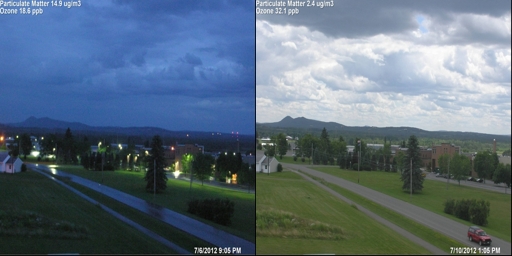 Particulate Matter 14.9 ug/m3
Ozone 18.6 ppb
7/6/2012 9:05 PM
Particulate Matter 2.4 ug/m3
Ozone 32.1 ppb
7/10/2012 2:05 PM